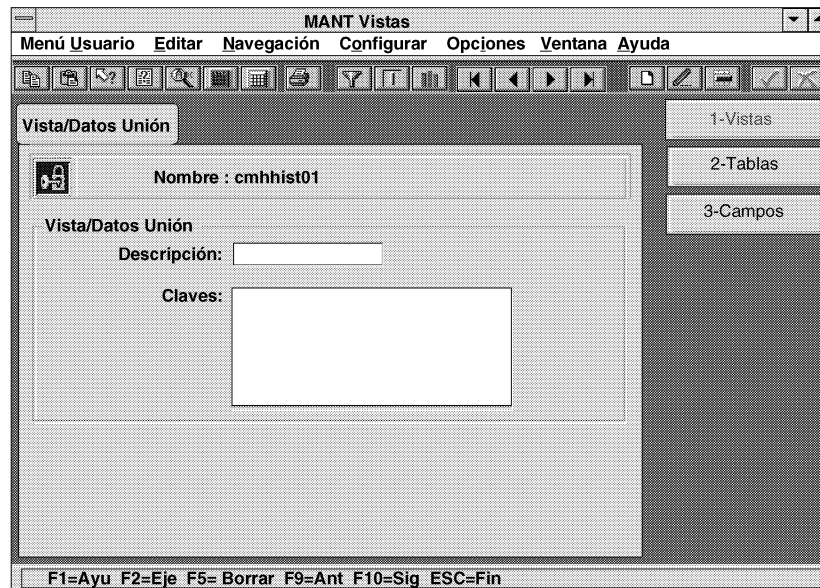 MANT Vistas
Menú Usuario Editar Navegación Configurar Opciones Ventana Ayuda
Vista/Datos Unión
1-Vistas
2-Tablas
3-Campos
Nombre : cmhhist01
Vista/Datos Unión
Descripción:
Claves:
F1=Ayu F2=Eje F5= Borrar F9=Ant F10=Sig ESC=Fin